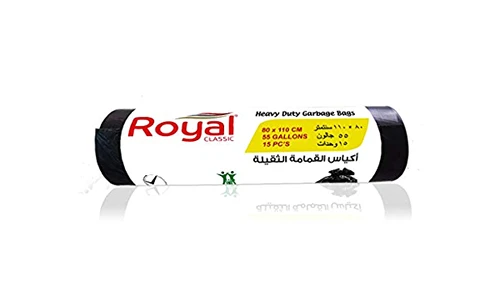 Royal
CLASSIC
Heavy Duty Garbage Bags
80 x 110 CM
55 GALLONS
15 PC'S
٨٠ × ١١٠ سنتمتر
٥٥ جالون
١٥ وحدات
أكياس القمامة الثقيلة